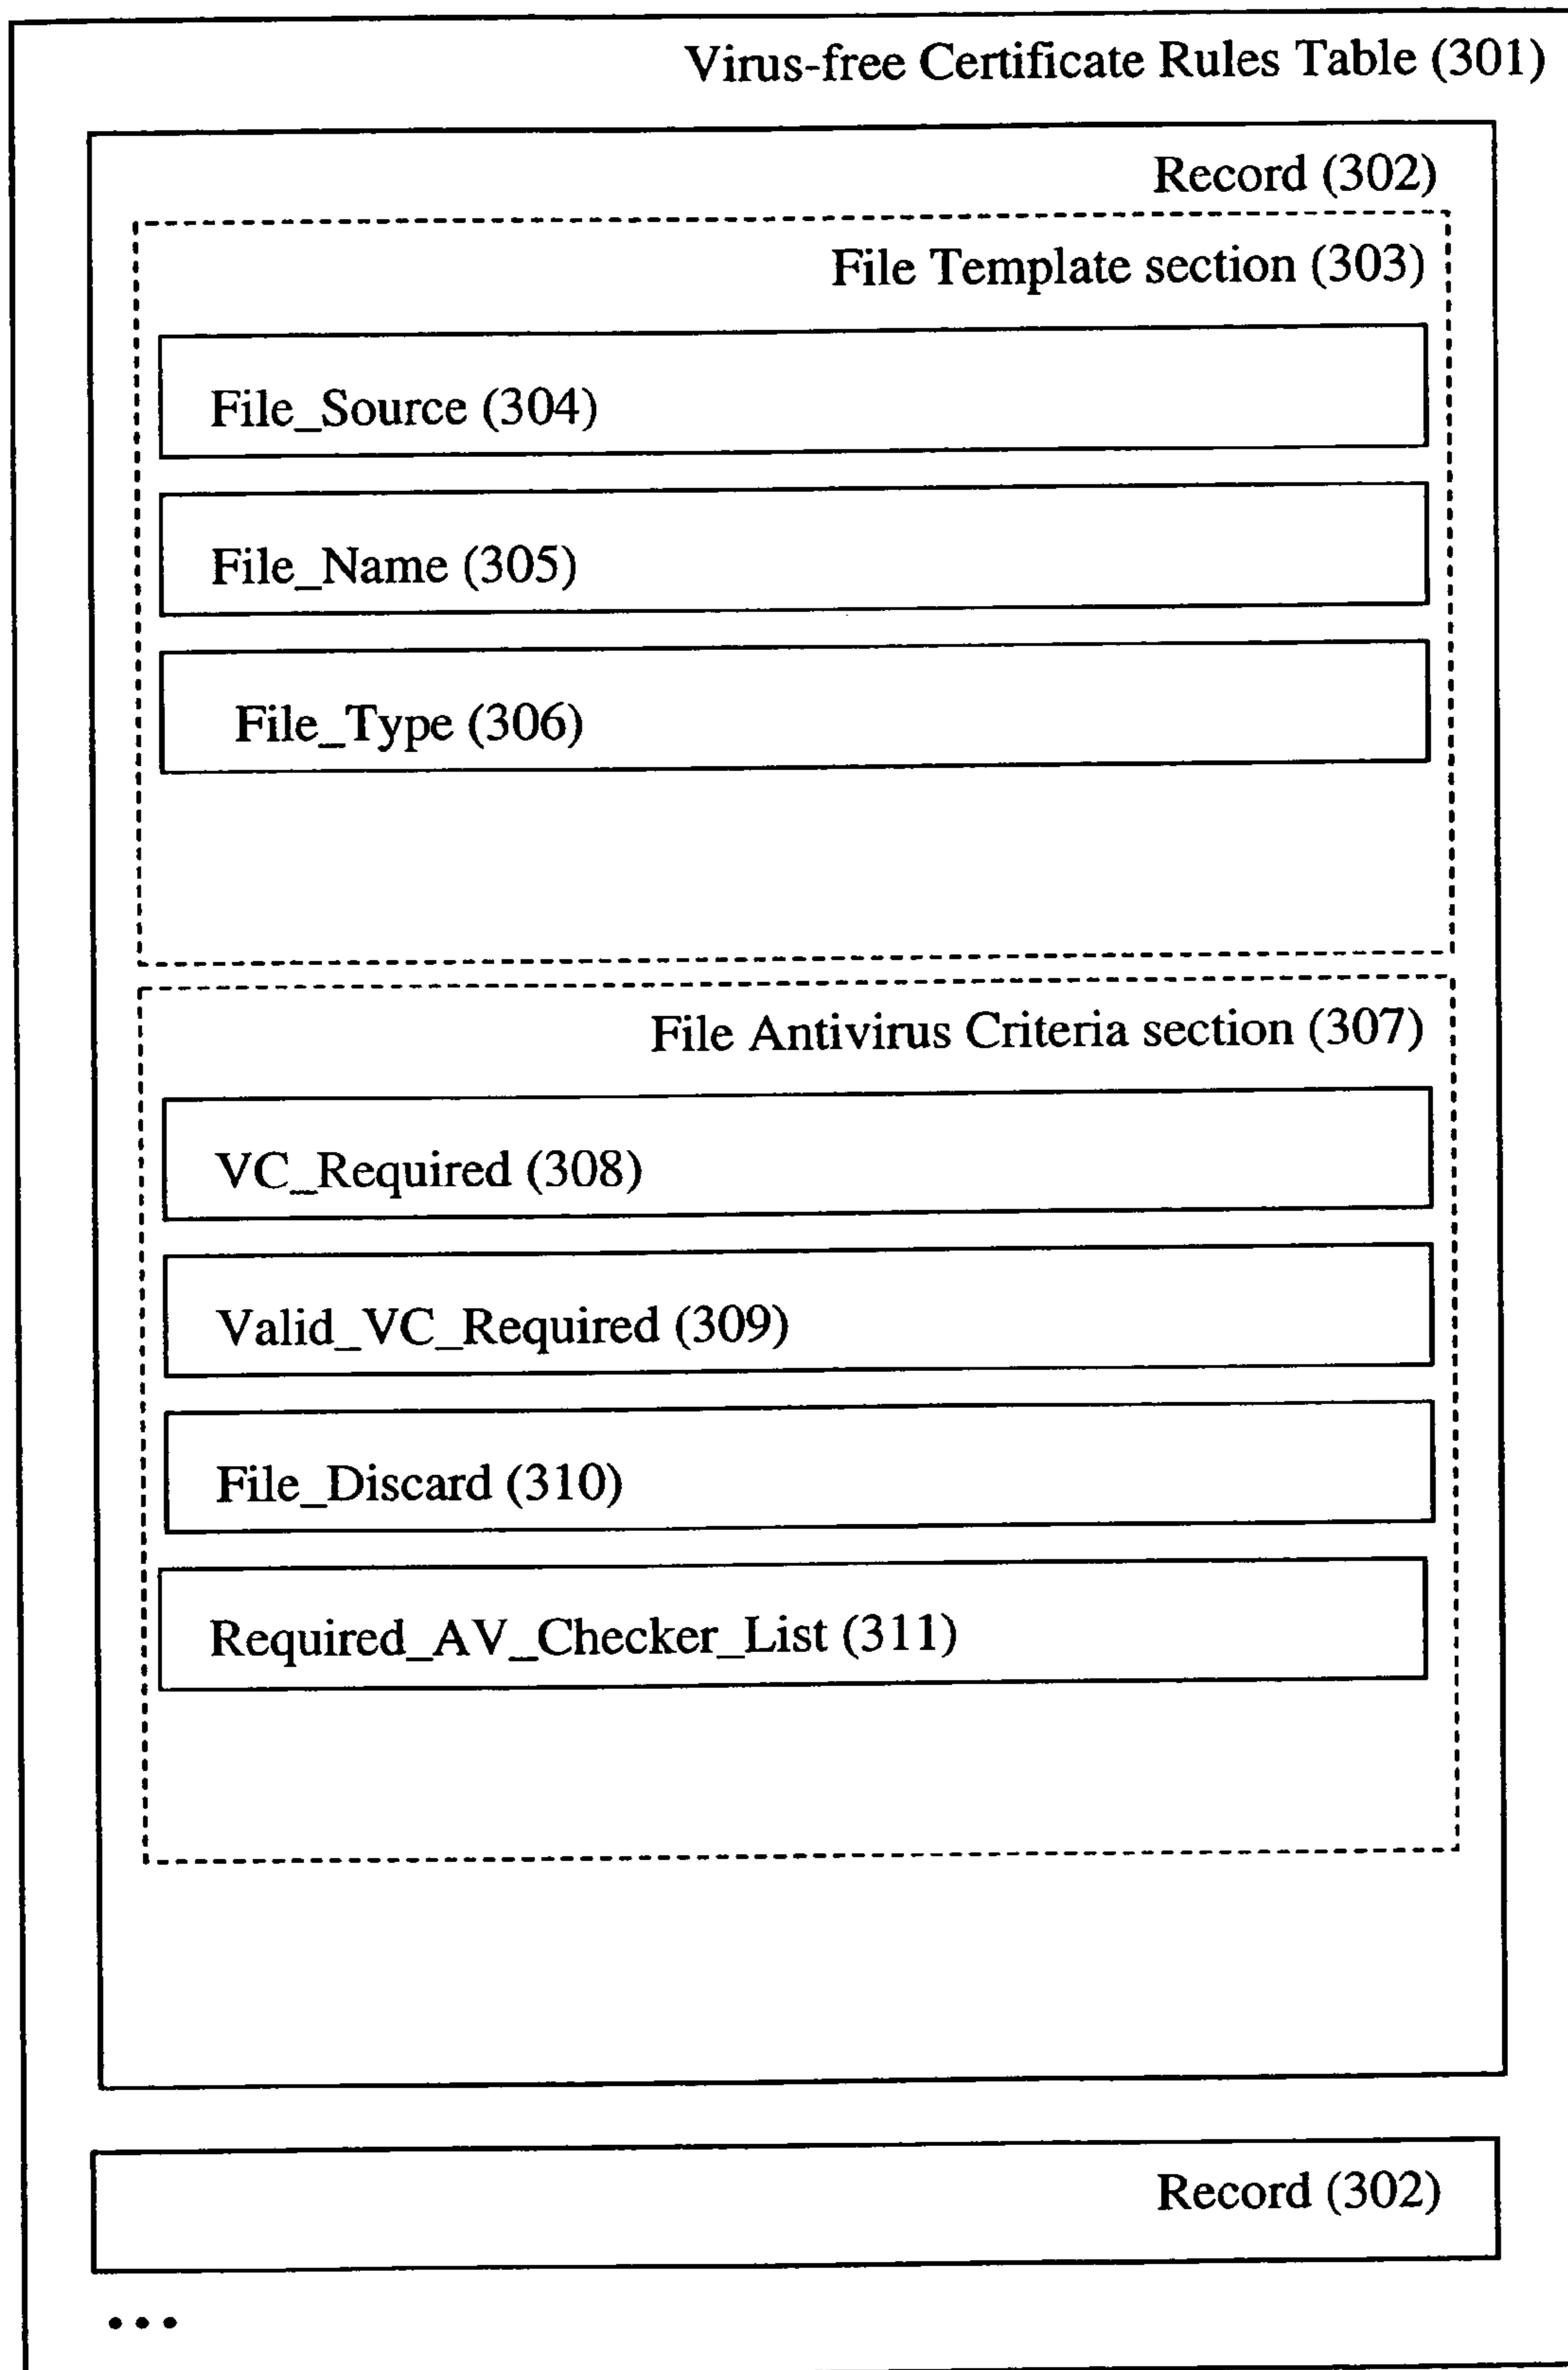 Virus-free Certificate Rules Table (301)
Record (302)
File Template section (303)
File_Source (304)
File_Name (305)
File_Type (306)
File Antivirus Criteria section (307)
VC_Required (308)
Valid_VC_Required (309)
File_Discard (310)
Required_AV_Checker_List (311)
Record (302)
...